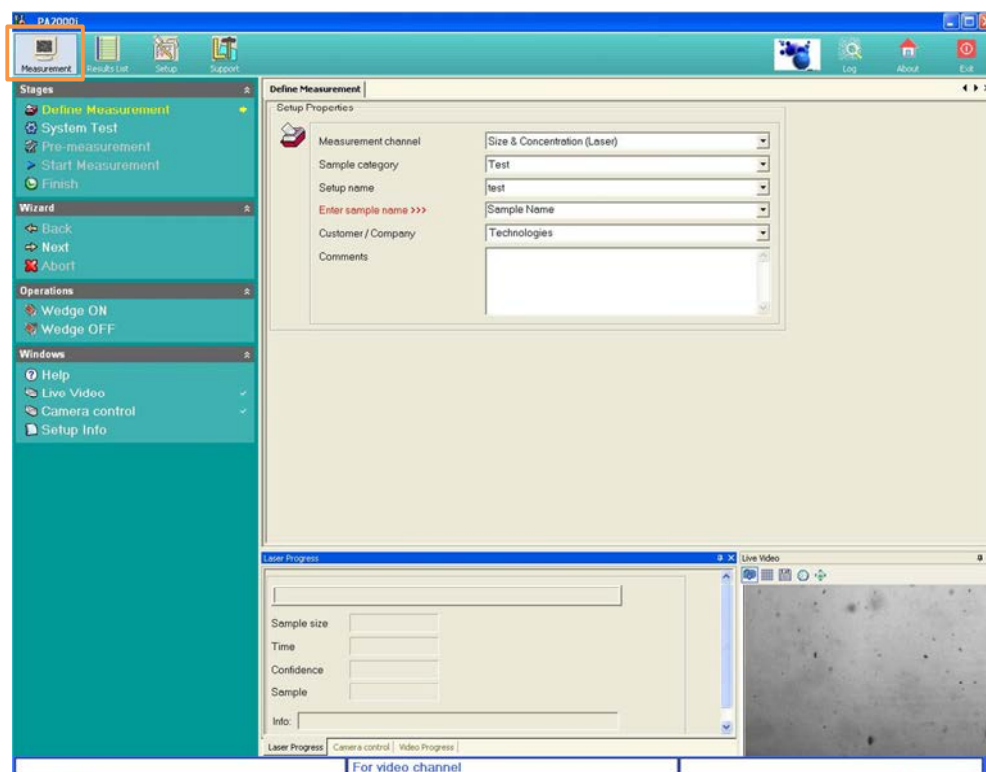 PA2000i
Measurement Results List Setup Support Log About Exit
Stages
Define Measurement
System Test
Pre-measurement
Start Measurement
Finish
Wizard
Back
Next
Abort
Operations
Wedge ON
Wedge OFF
Windows
Help
Live Video
Camera control
Setup Info
Define Measurement
Setup Properties
Measurement channel Size & Concentration (Laser)
Sample category Test
Setup name test
Enter sample name >>> Sample Name
Customer / Company Technologies
Comments
Laser Progress
Sample size
Time
Confidence
Sample
Info:
Laser Progress Camera control Video Progress
Live Video
For video channel